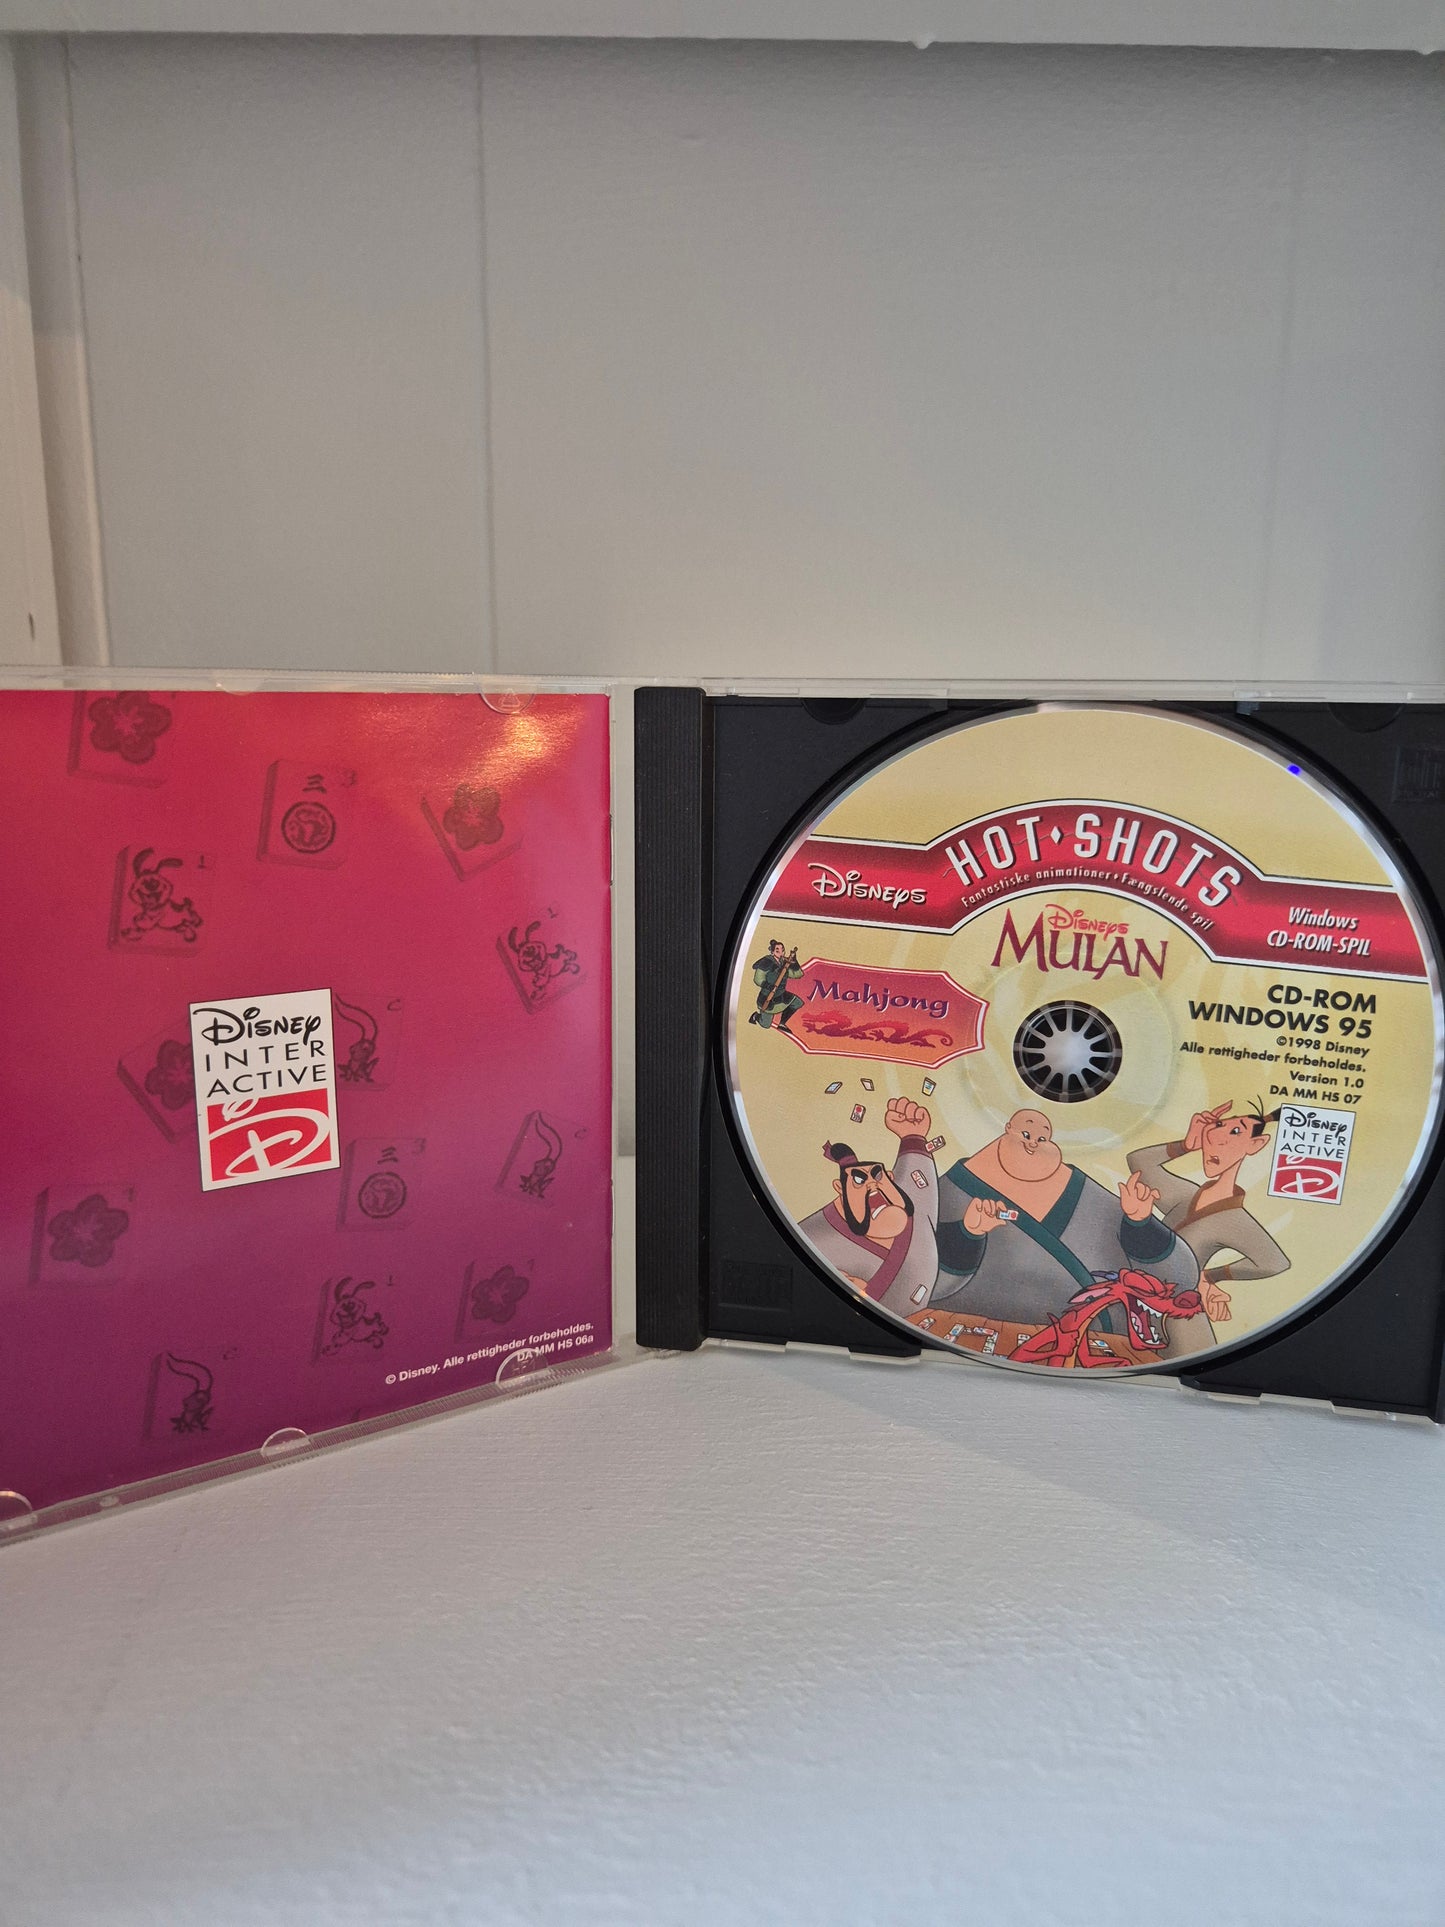 DISNEY
INTER
ACTIVE
© Disney. Alle rettigheder forbeholdes.
DA MM HS 06a
HOT • SHOTS
Disneys
Fantastiske animationer • Fængslende spil
Windows
CD-ROM-SPIL
Disneys
MULAN
Mahjong
CD-ROM
WINDOWS 95
©1998 Disney
Alle rettigheder forbeholdes.
Version 1.0
DA MM HS 07
DISNEY
INTER
ACTIVE